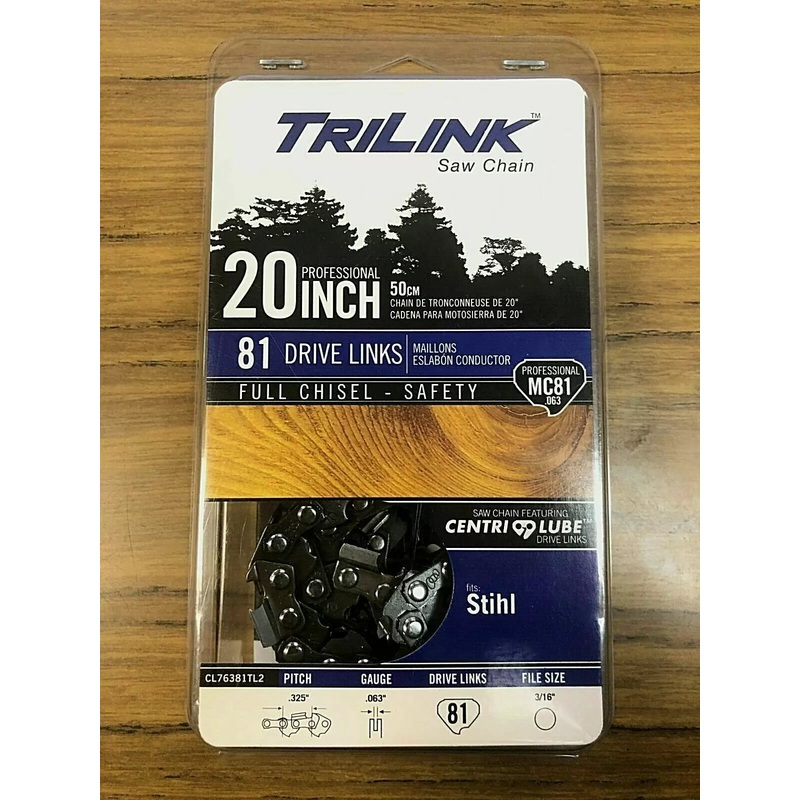 TRILINK™
Saw Chain
20 INCH PROFESSIONAL
50CM
CHAIN DE TRONCONNEUSE DE 20"
CADENA PARA MOTOSIERRA DE 20"
81 DRIVE LINKS
MAILLONS
ESLABÓN CONDUCTOR
FULL CHISEL - SAFETY
PROFESSIONAL
MC81
.063
SAW CHAIN FEATURING
CENTRI LUBE™
DRIVE LINKS
fits:
Stihl
CL76381TL2 PITCH GAUGE DRIVE LINKS FILE SIZE
.325" .063" 81 3/16"